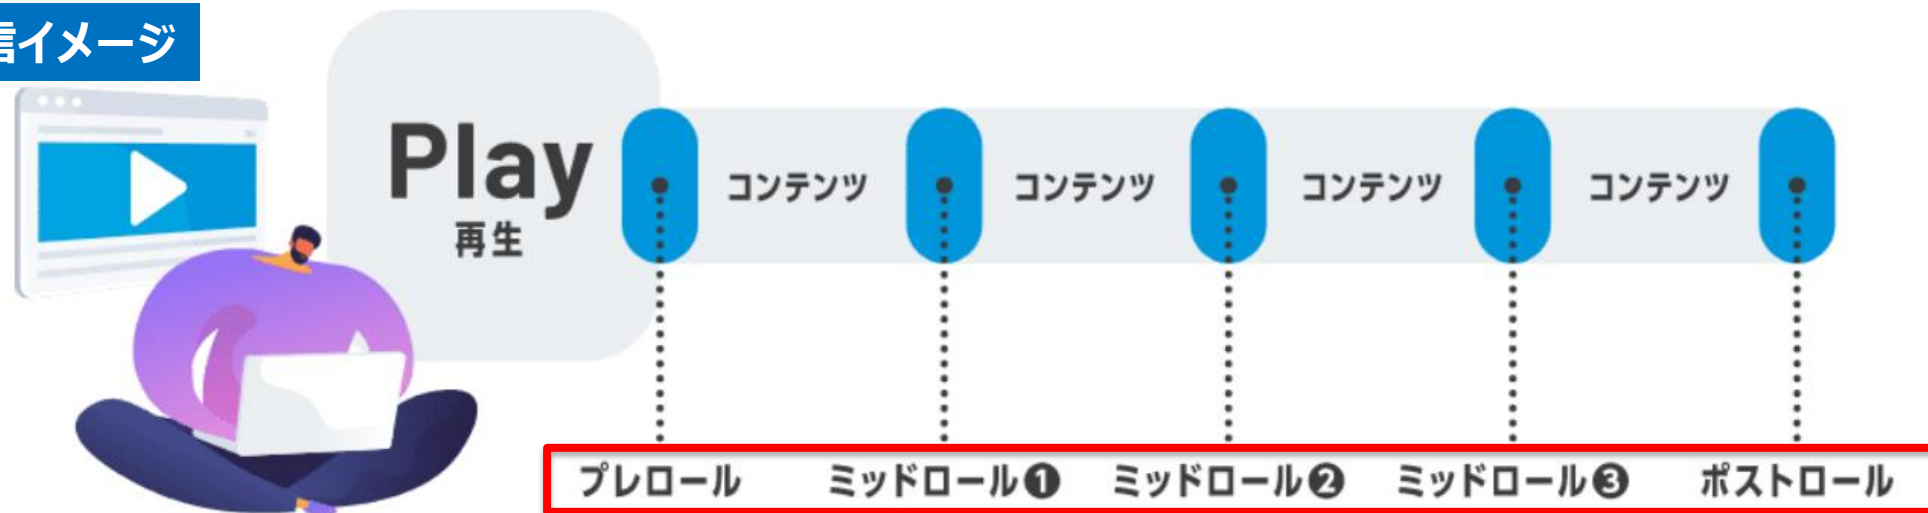 信イメージ
Play
再生
コンテンツ コンテンツ コンテンツ コンテンツ
プレロール ミッドロール❶ ミッドロール❷ ミッドロール❸ ポストロール